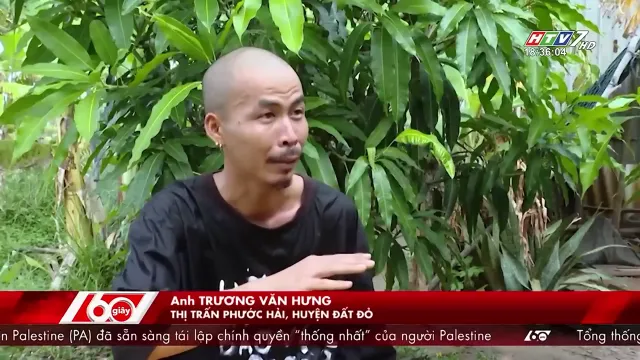 HTV7 HD
18:36:04
60 giây
Anh TRƯƠNG VĂN HƯNG
THỊ TRẤN PHƯỚC HẢI, HUYỆN ĐẤT ĐỎ
n Palestine (PA) đã sẵn sàng tái lập chính quyền “thống nhất” của người Palestine 60 Tổng thống